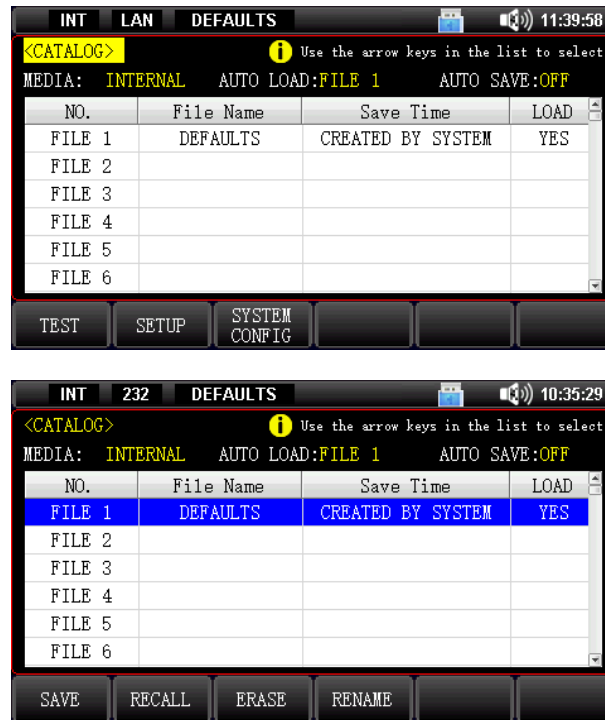 INT LAN DEFAULTS 11:39:58
<CATALOG> i Use the arrow keys in the list to select
MEDIA: INTERNAL AUTO LOAD:FILE 1 AUTO SAVE:OFF
NO. File Name Save Time LOAD
FILE 1 DEFAULTS CREATED BY SYSTEM YES
FILE 2
FILE 3
FILE 4
FILE 5
FILE 6
TEST SETUP SYSTEM CONFIG
INT 232 DEFAULTS 10:35:29
<CATALOG> i Use the arrow keys in the list to select
MEDIA: INTERNAL AUTO LOAD:FILE 1 AUTO SAVE:OFF
NO. File Name Save Time LOAD
FILE 1 DEFAULTS CREATED BY SYSTEM YES
FILE 2
FILE 3
FILE 4
FILE 5
FILE 6
SAVE RECALL ERASE RENAME